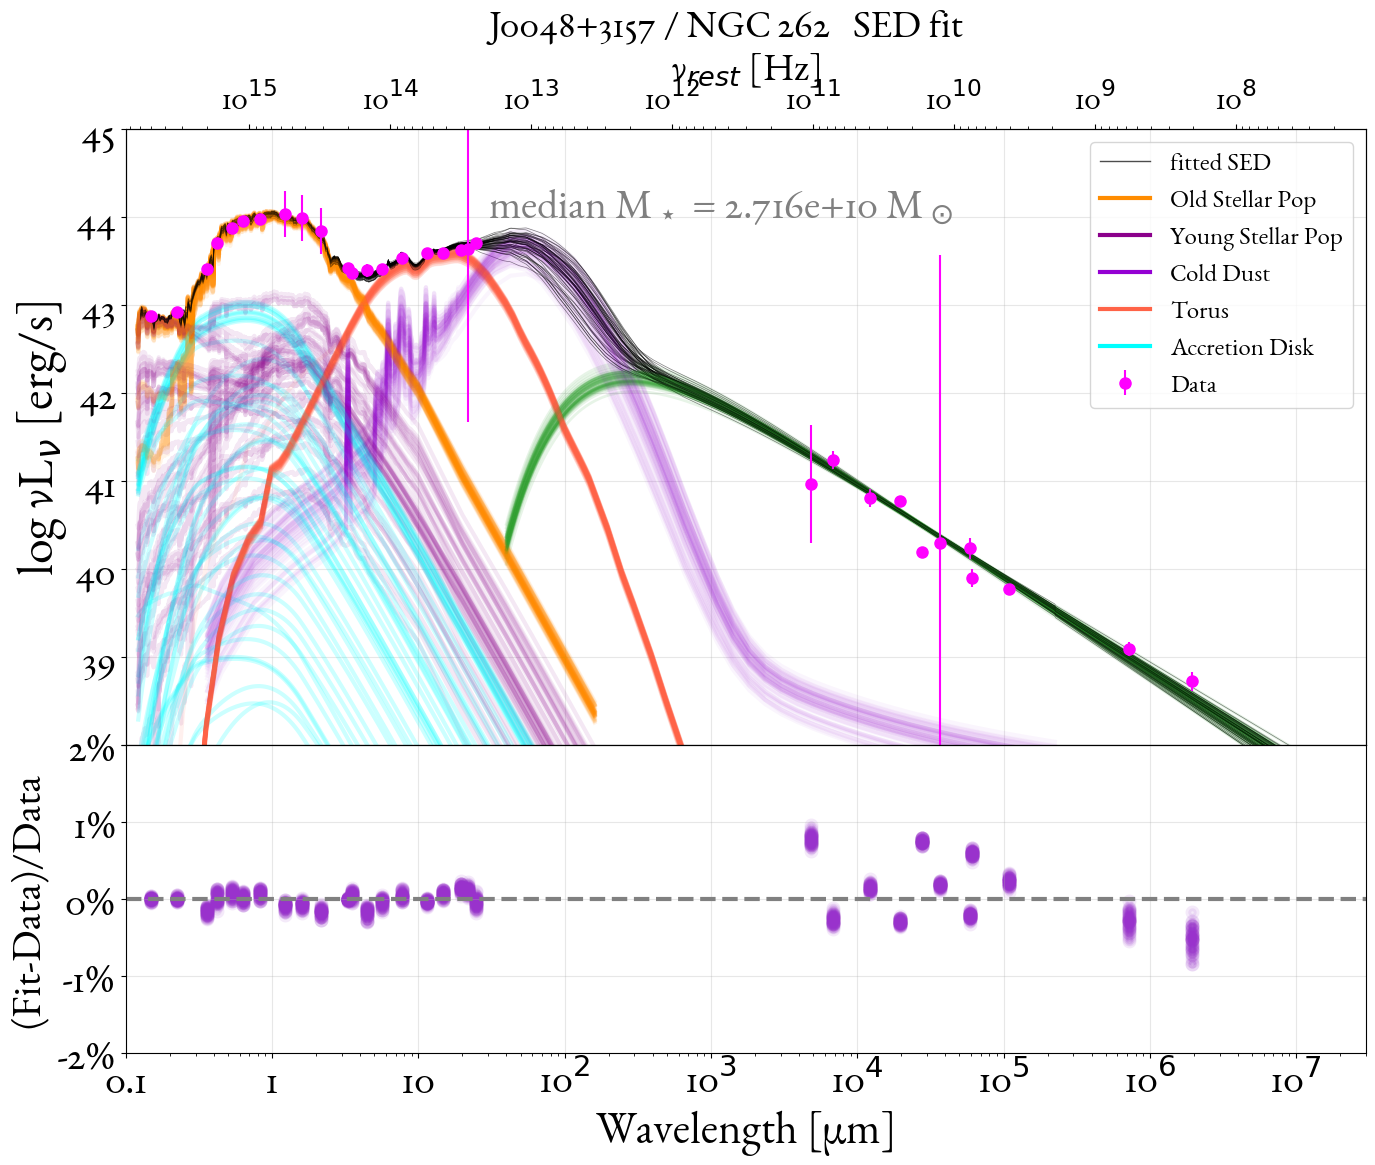 J0048+3157 / NGC 262 SED fit
νrest [Hz]
10^15 10^14 10^13 10^12 10^11 10^10 10^9 10^8
45
44
43
42
41
40
39
log νLν [erg/s]
median M⋆ = 2.716e+10 M⊙
fitted SED
Old Stellar Pop
Young Stellar Pop
Cold Dust
Torus
Accretion Disk
Data
2%
1%
0%
-1%
-2%
(Fit-Data)/Data
0.1 1 10 10^2 10^3 10^4 10^5 10^6 10^7
Wavelength [μm]